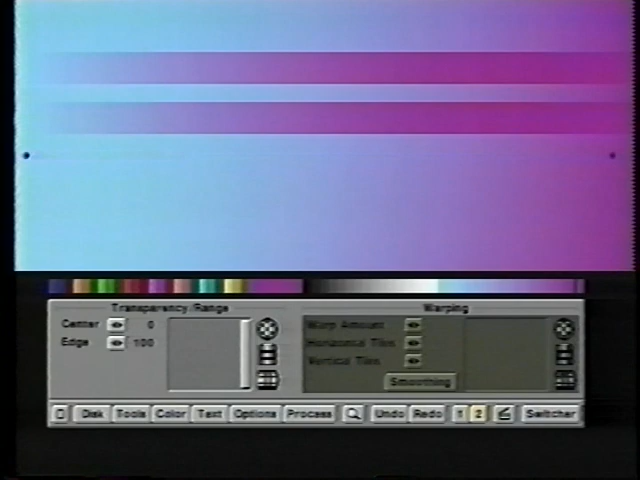 Transparency/Range
Warping
Center 0
Edge 100
Warp Amount
Horizontal Tiles
Vertical Tiles
Smoothing
Disk Tools Color Text Options Process Undo Redo 1 2 Switcher